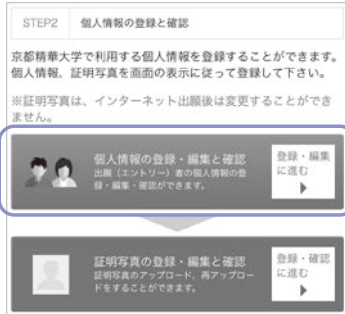 STEP2 個人情報の登録と確認
京都精華大学で利用する個人情報を登録することができます。
個人情報、証明写真を画面の表示に従って登録して下さい。
※証明写真は、インターネット出願後は変更することができ
ません。
個人情報の登録・編集と確認
出願（エントリー）者の個人情報の登
録・編集・確認ができます。
登録・編集
に進む
証明写真の登録・編集と確認
証明写真のアップロード、再アップロー
ドをすることができます。
登録・確認
に進む